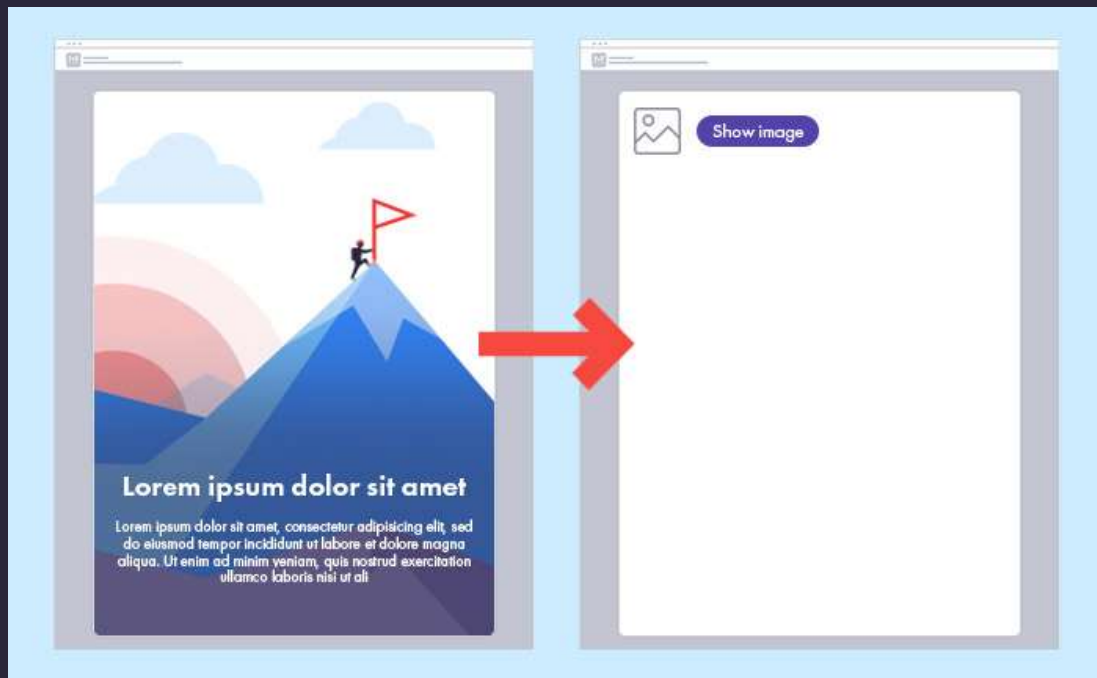 Lorem ipsum dolor sit amet
Lorem ipsum dolor sit amet, consectetur adipisicing elit, sed
do eiusmod tempor incididunt ut labore et dolore magna
aliqua. Ut enim ad minim veniam, quis nostrud exercitation
ullamco laboris nisi ut ali
Show image